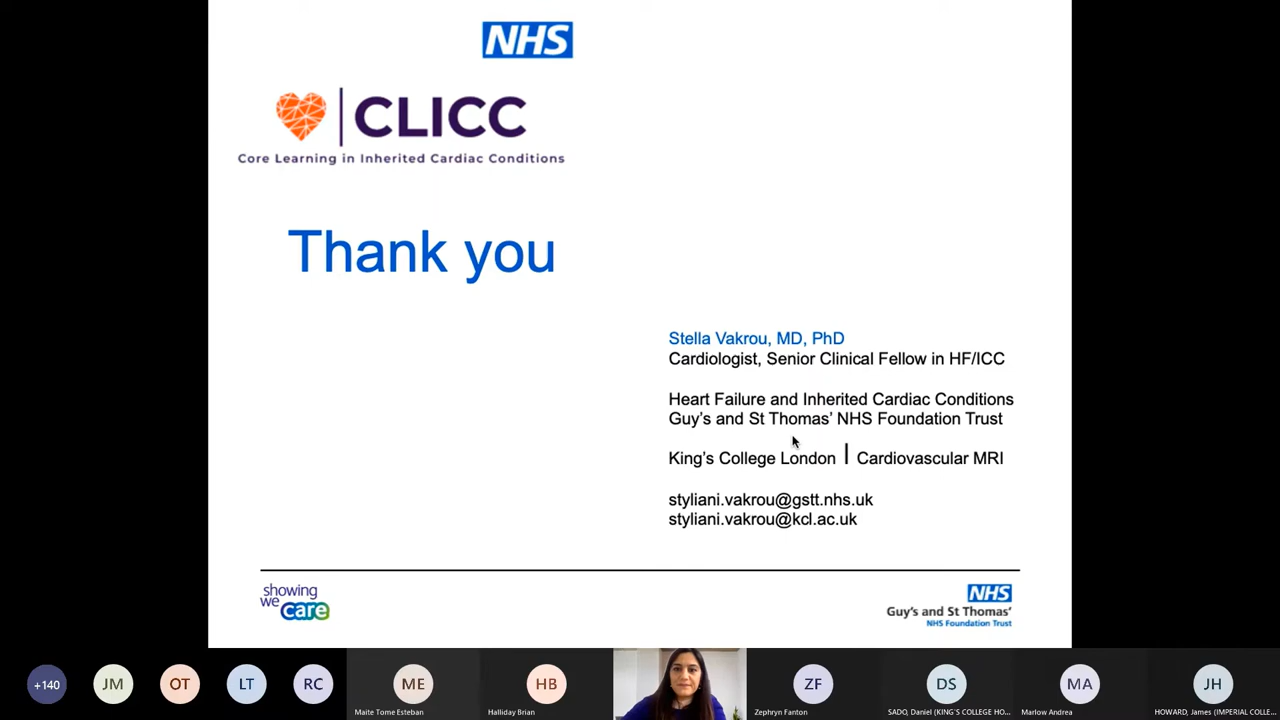 NHS
CLICC
Core Learning in Inherited Cardiac Conditions
Thank you
Stella Vakrou, MD, PhD
Cardiologist, Senior Clinical Fellow in HF/ICC
Heart Failure and Inherited Cardiac Conditions
Guy's and St Thomas' NHS Foundation Trust
King's College London | Cardiovascular MRI
styliani.vakrou@gstt.nhs.uk
styliani.vakrou@kcl.ac.uk
showing
we care
NHS
Guy's and St Thomas'
NHS Foundation Trust
+140
JM
OT
LT
RC
ME
HB
ZF
DS
MA
JH
Maite Tome Esteban
Halliday Brian
Zephryn Fanton
SADO, Daniel (KING'S COLLEGE HO...
Marlow Andrea
HOWARD, James (IMPERIAL COLLE...